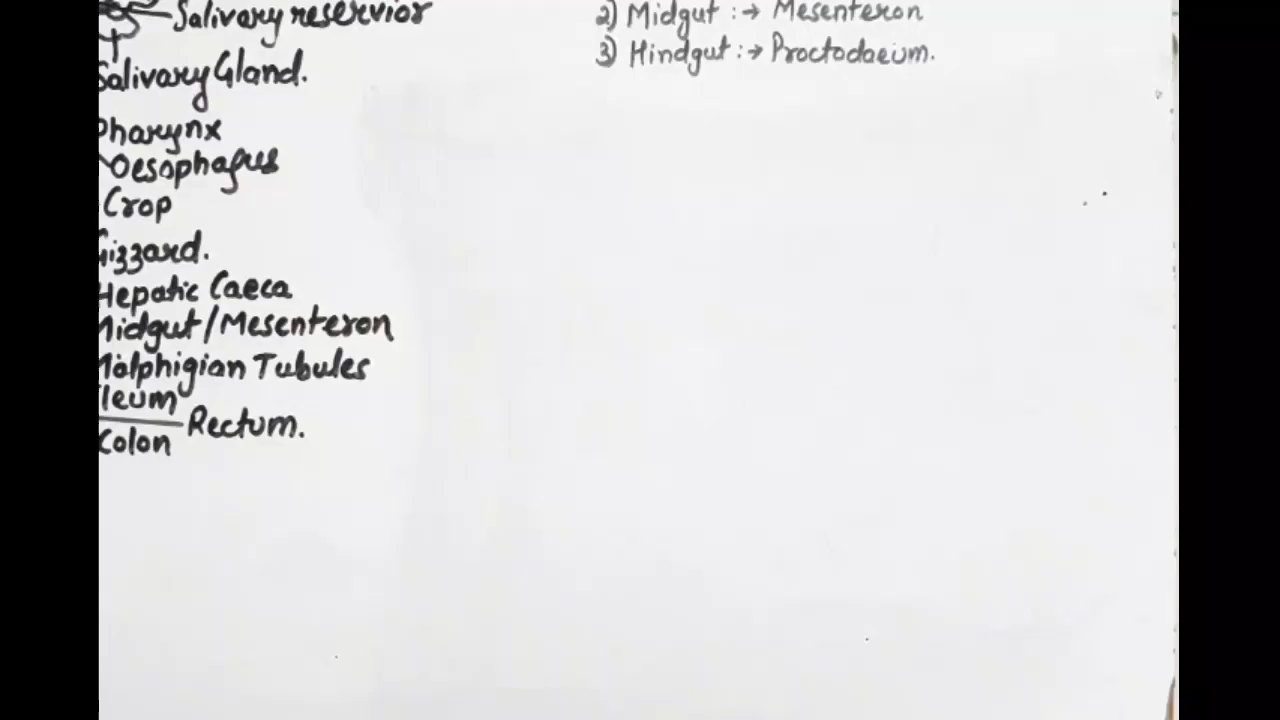 Salivary reservior
Salivary Gland.
Pharynx
Oesophagus
Crop
Gizzard.
Hepatic Caeca
Midgut/Mesenteron
Malphigian Tubules
Ileum
Rectum.
Colon
2) Midgut :→ Mesenteron
3) Hindgut :→ Proctodaeum.